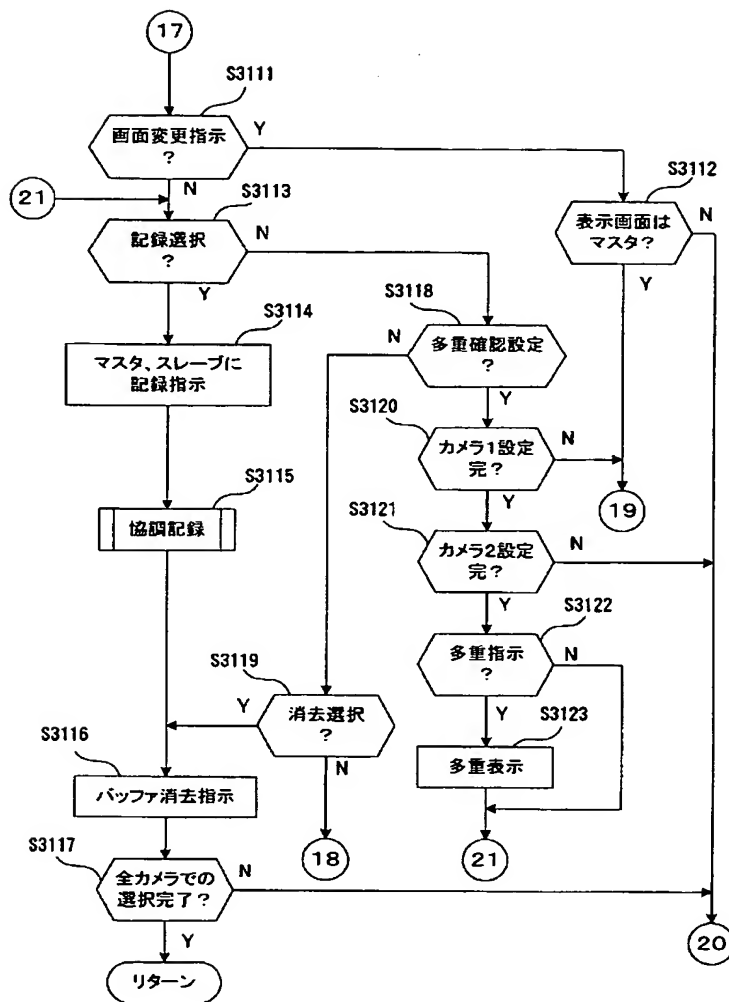 17
S3111
画面変更指示
?
Y
N
21
S3113
記録選択
?
N
Y
S3112
表示画面は
マスタ?
N
Y
S3114
マスタ、スレーブに
記録指示
S3118
多重確認設定
?
N
Y
S3115
協調記録
S3120
カメラ1設定
完?
N
Y
19
S3121
カメラ2設定
完?
N
Y
S3122
多重指示
?
N
Y
S3119
消去選択
?
Y
N
S3123
多重表示
S3116
バッファ消去指示
18
21
S3117
全カメラでの
選択完了?
N
Y
20
リターン